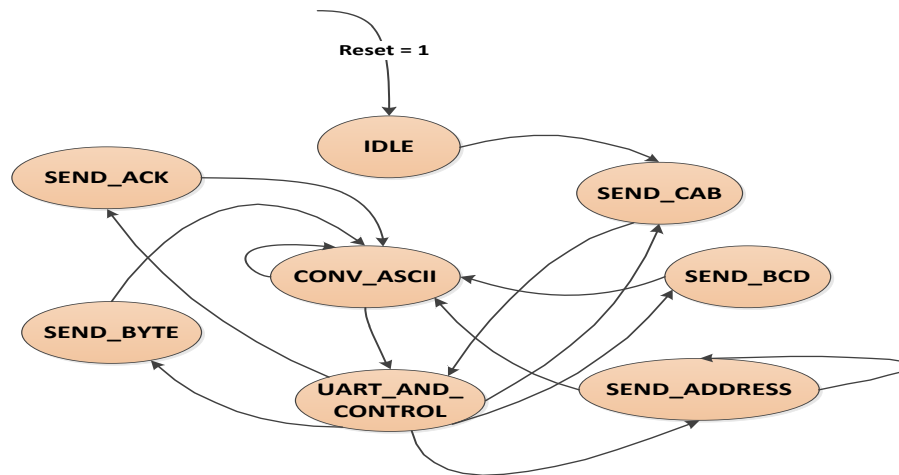 Reset = 1
IDLE
SEND_ACK
SEND_CAB
CONV_ASCII
SEND_BCD
SEND_BYTE
UART_AND_
CONTROL
SEND_ADDRESS